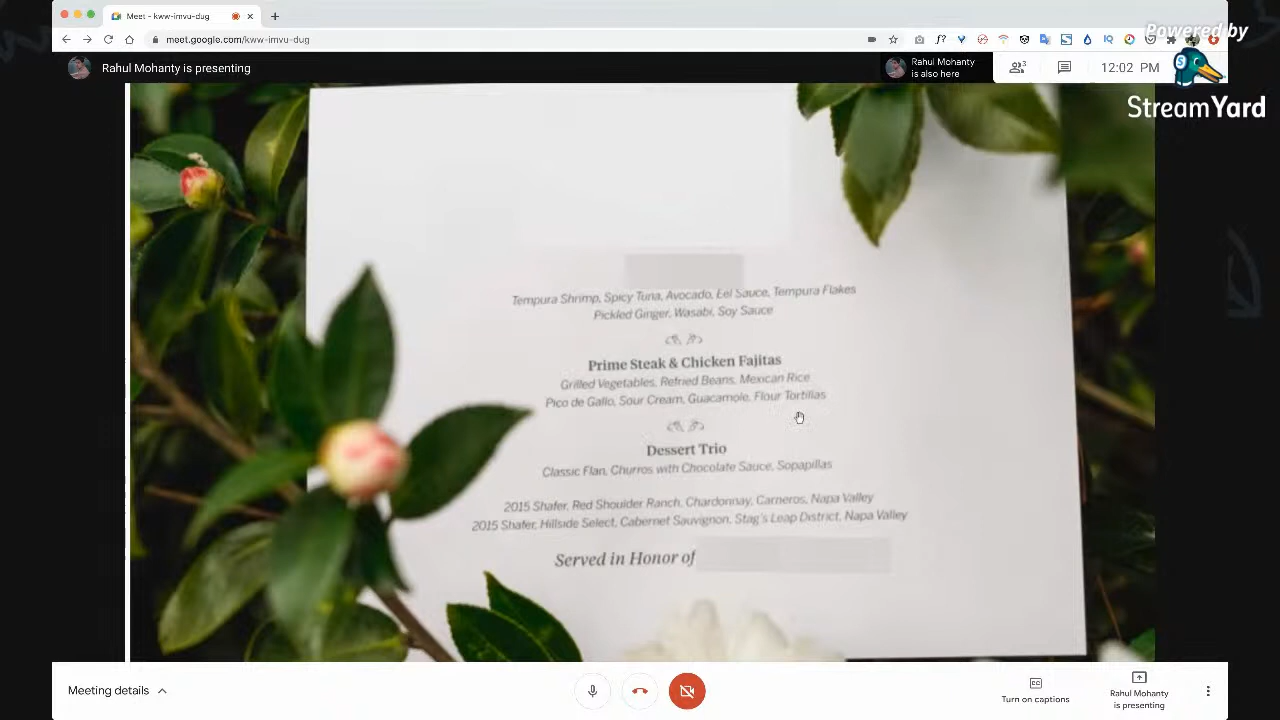 Meet - kww-imvu-dug
meet.google.com/kww-imvu-dug
Powered by
StreamYard
Rahul Mohanty is presenting
Rahul Mohanty
is also here
3
12:02 PM
Tempura Shrimp, Spicy Tuna, Avocado, Eel Sauce, Tempura Flakes
Pickled Ginger, Wasabi, Soy Sauce
Prime Steak & Chicken Fajitas
Grilled Vegetables, Refried Beans, Mexican Rice
Pico de Gallo, Sour Cream, Guacamole, Flour Tortillas
Dessert Trio
Classic Flan, Churros with Chocolate Sauce, Sopapillas
2015 Shafer, Red Shoulder Ranch, Chardonnay, Carneros, Napa Valley
2015 Shafer, Hillside Select, Cabernet Sauvignon, Stag's Leap District, Napa Valley
Served in Honor of
Meeting details
Turn on captions
Rahul Mohanty
is presenting